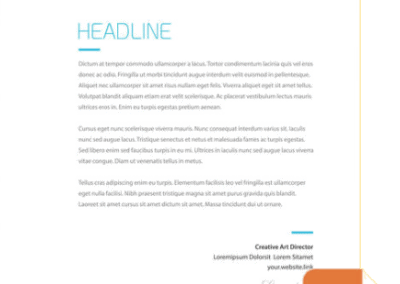 HEADLINE
Dictum at tempor commodo ullamcorper a lacus. Tortor condimentum lacinia quis vel eros
donec ac odio. Fringilla ut morbi tincidunt augue interdum velit euismod in pellentesque.
Aliquet nec ullamcorper sit amet risus nullam eget felis. Viverra aliquet eget sit amet tellus.
Volutpat blandit aliquam etiam erat velit scelerisque. Ac placerat vestibulum lectus mauris
ultrices eros in. Enim eu turpis egestas pretium aenean.
Cursus eget nunc scelerisque viverra mauris. Nunc consequat interdum varius sit. Iaculis
nunc sed augue lacus. Tristique senectus et netus et malesuada fames ac turpis egestas.
Sed libero enim sed faucibus turpis in eu mi. Ultrices in iaculis nunc sed augue lacus viverra
vitae congue. Diam ut venenatis tellus in metus.
Tellus cras adipiscing enim eu turpis. Elementum facilisis leo vel fringilla est ullamcorper
eget nulla facilisi. Nibh praesent tristique magna sit amet purus gravida quis blandit.
Laoreet sit amet cursus sit amet dictum sit amet. Massa tincidunt dui ut ornare.
Creative Art Director
Loremipsum Dolorsit Lorem Sitamet
your.website.link